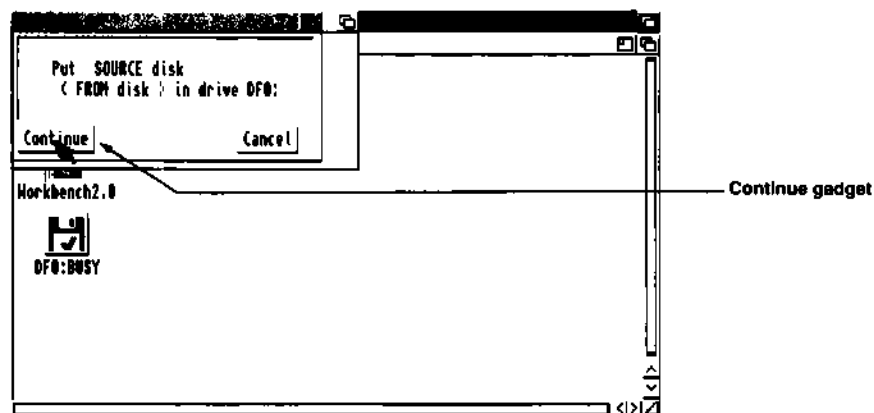 Put SOURCE disk
( FROM disk ) in drive DF0:
Continue
Cancel
Workbench2.0
Continue gadget
DF0:BUSY